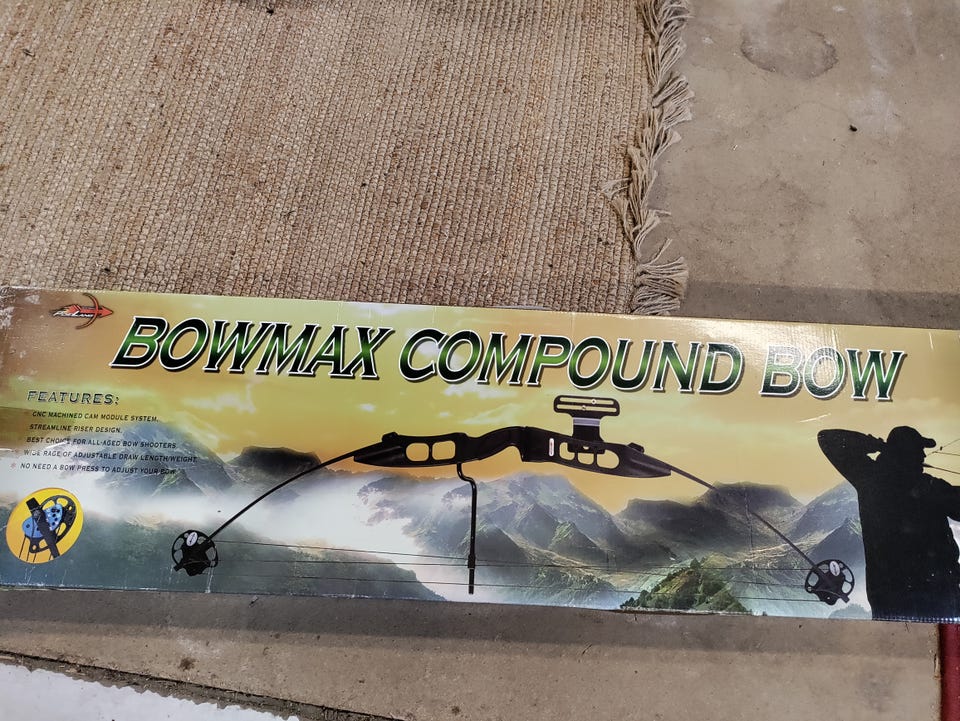 BOWMAX COMPOUND BOW
FEATURES:
* CNC MACHINED CAM MODULE SYSTEM.
STREAMLINE RISER DESIGN.
BEST CHOICE FOR ALL-AGED BOW SHOOTERS.
* WIDE RAGE OF ADJUSTABLE DRAW LENGTH/WEIGHT.
* NO NEED A BOW PRESS TO ADJUST YOUR BOW.